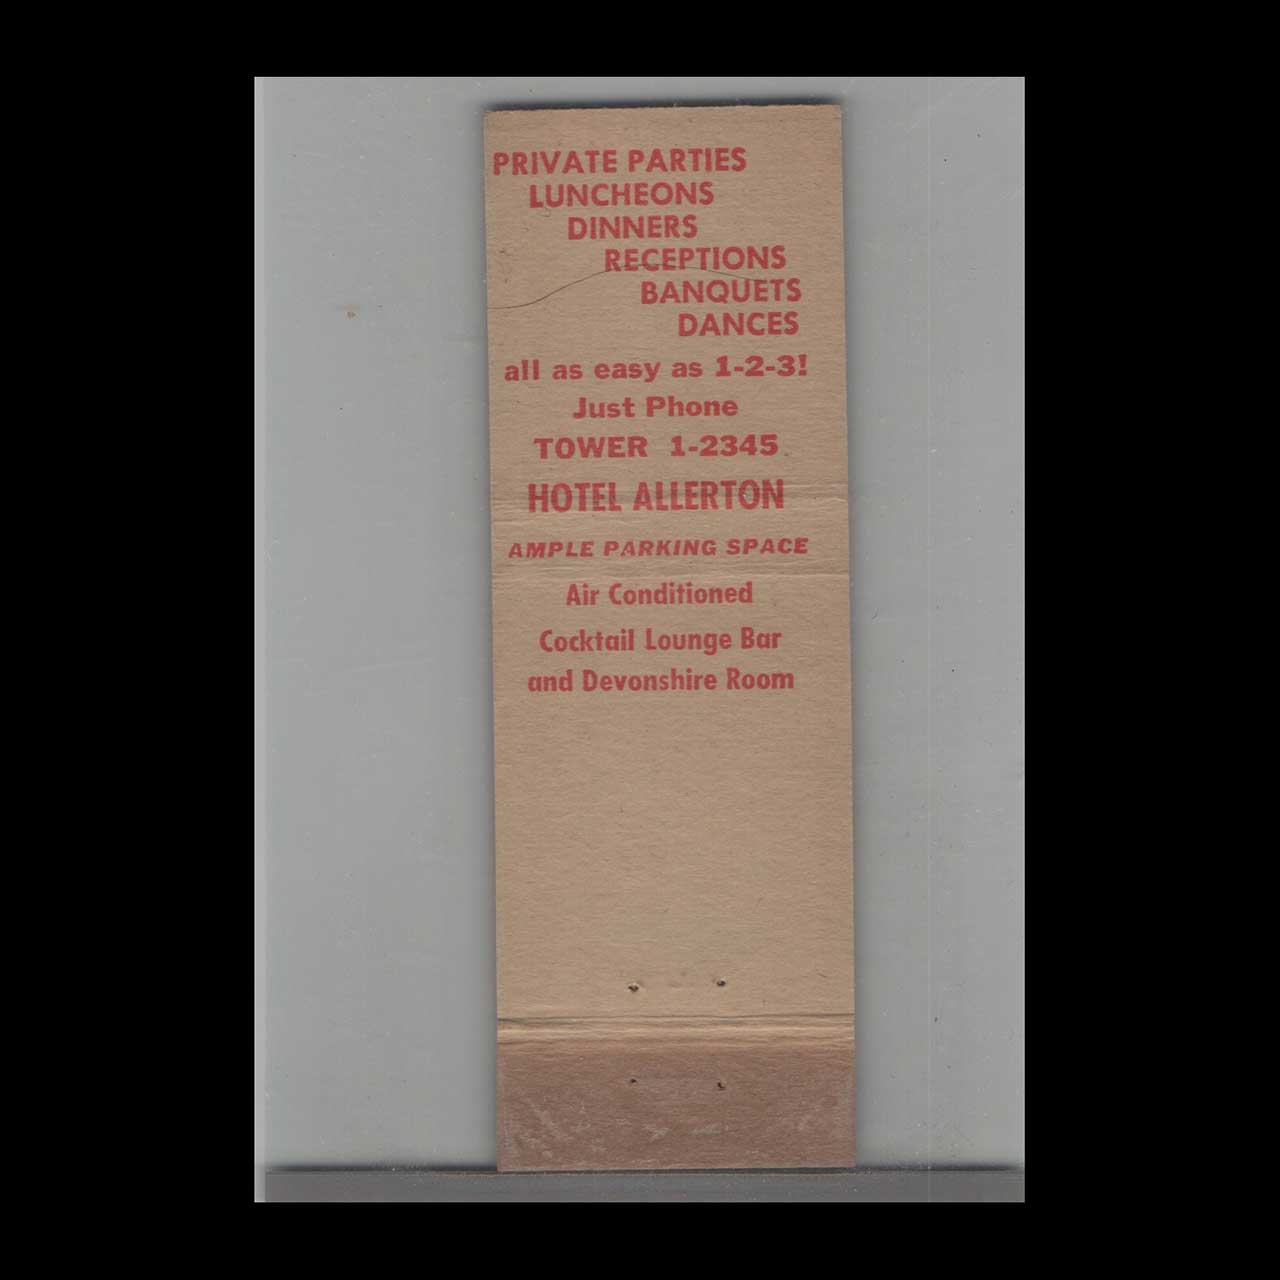 PRIVATE PARTIES
LUNCHEONS
DINNERS
RECEPTIONS
BANQUETS
DANCES
all as easy as 1-2-3!
Just Phone
TOWER 1-2345
HOTEL ALLERTON
AMPLE PARKING SPACE
Air Conditioned
Cocktail Lounge Bar
and Devonshire Room